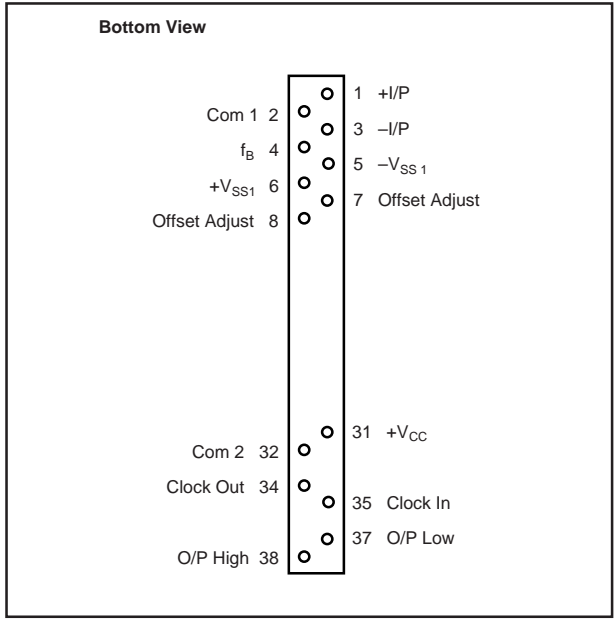 Bottom View
1 +I/P
Com 1 2
3 –I/P
f_B 4
5 –V_SS 1
+V_SS1 6
7 Offset Adjust
Offset Adjust 8
31 +V_CC
Com 2 32
Clock Out 34
35 Clock In
37 O/P Low
O/P High 38